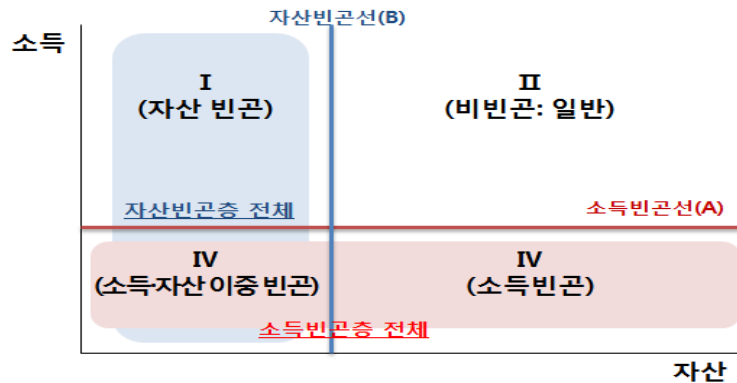 자산빈곤선(B)
소득
I
(자산 빈곤)
II
(비빈곤: 일반)
자산빈곤층 전체
소득빈곤선(A)
IV
(소득·자산 이중 빈곤)
IV
(소득빈곤)
소득빈곤층 전체
자산